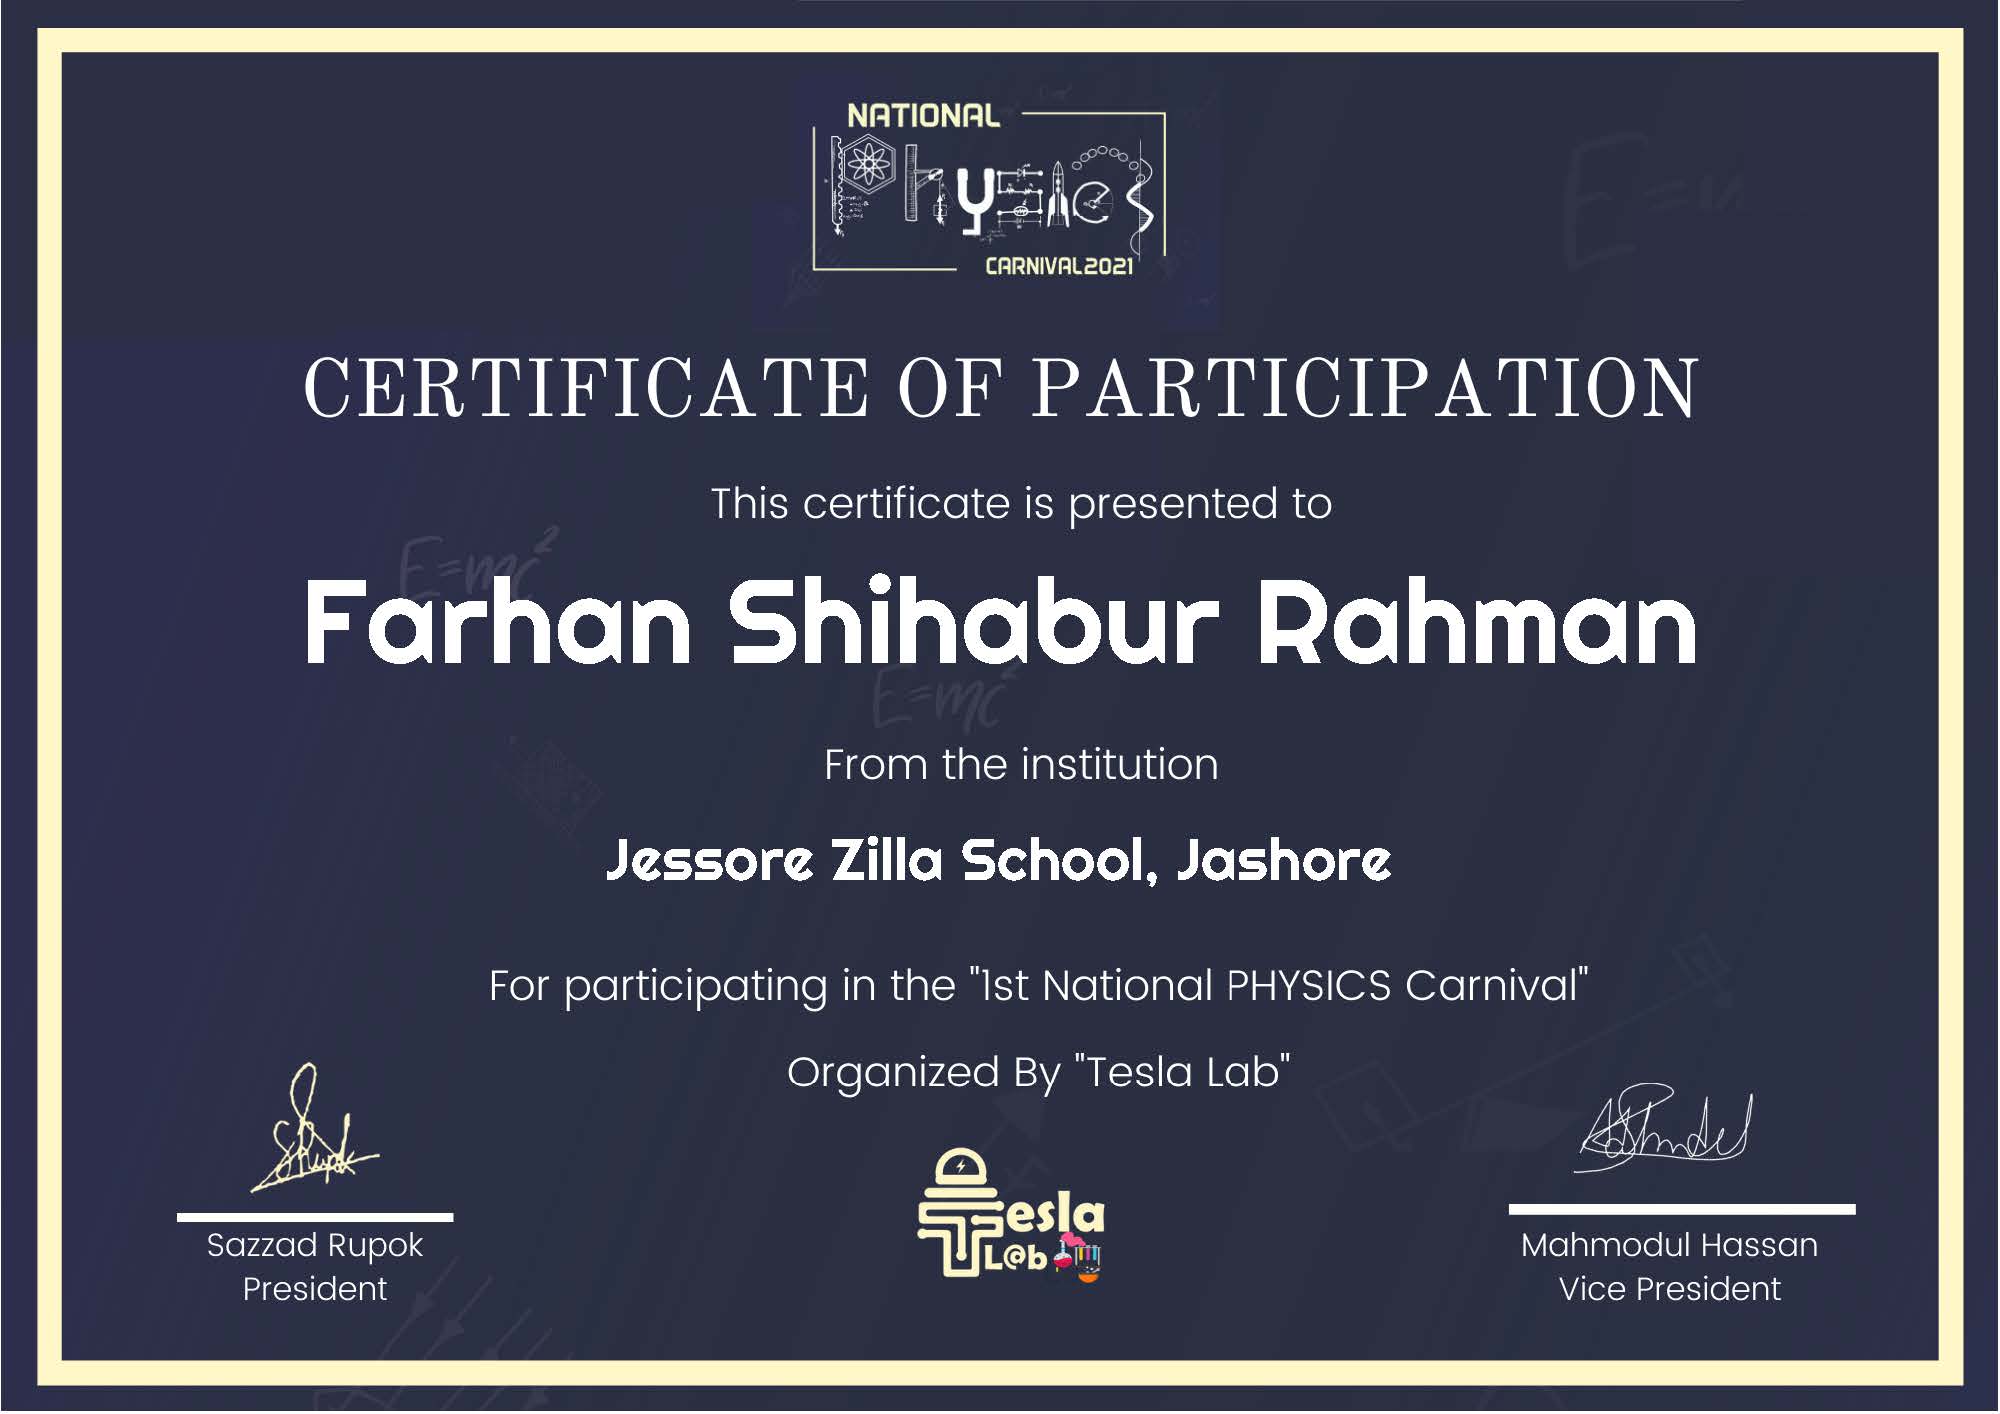 NATIONAL
Physics
CARNIVAL2021
CERTIFICATE OF PARTICIPATION
This certificate is presented to
E=mc²
Farhan Shihabur Rahman
E=mc²
From the institution
Jessore Zilla School, Jashore
For participating in the "1st National PHYSICS Carnival"
Organized By "Tesla Lab"
Tesla
L@b
Sazzad Rupok
President
Mahmodul Hassan
Vice President